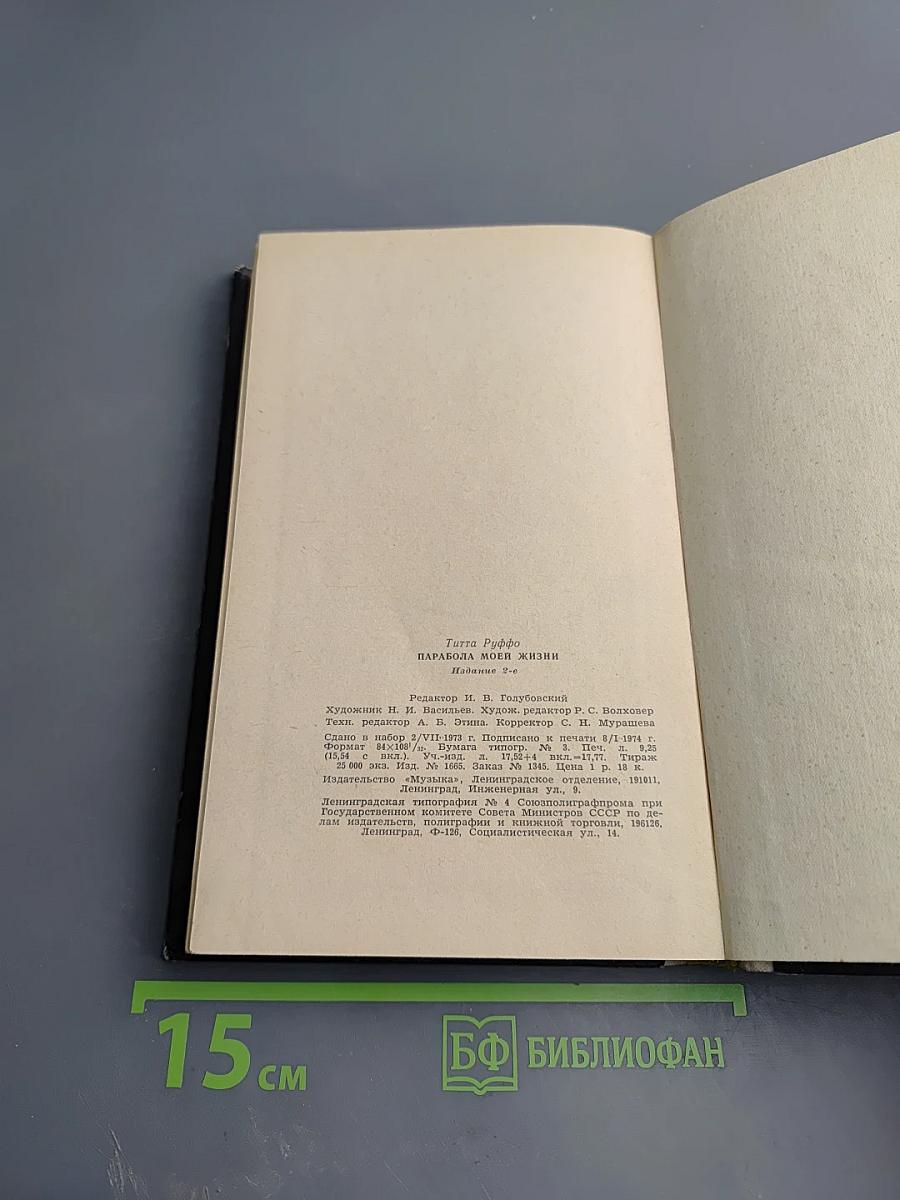 Титта Руффо
ПАРАБОЛА МОЕЙ ЖИЗНИ
Издание 2-е
Редактор И. В. Голубовский
Художник Н. И. Васильев. Худож. редактор Р. С. Волховер
Техн. редактор А. Б. Этина. Корректор С. Н. Мурашева
Сдано в набор 2/VII·1973 г. Подписано к печати 8/I·1974 г.
Формат 84×108¹/₃₂. Бумага типогр. № 3. Печ. л. 9,25
(15,54 с вкл.). Уч.-изд. л. 17,52+4 вкл.=17,77. Тираж
25 000 экз. Изд. № 1665. Заказ № 1345. Цена 1 р. 18 к.
Издательство «Музыка», Ленинградское отделение, 191011,
Ленинград, Инженерная ул., 9.
Ленинградская типография № 4 Союзполиграфпрома при
Государственном комитете Совета Министров СССР по де-
лам издательств, полиграфии и книжной торговли, 196126,
Ленинград, Ф-126, Социалистическая ул., 14.
15 см
БФ БИБЛИОФАН